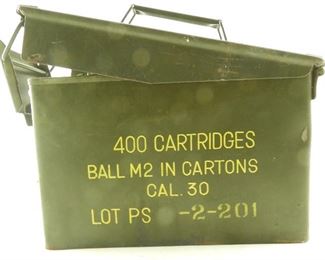 400 CARTRIDGES
BALL M2 IN CARTONS
CAL. 30
LOT PS -2-201